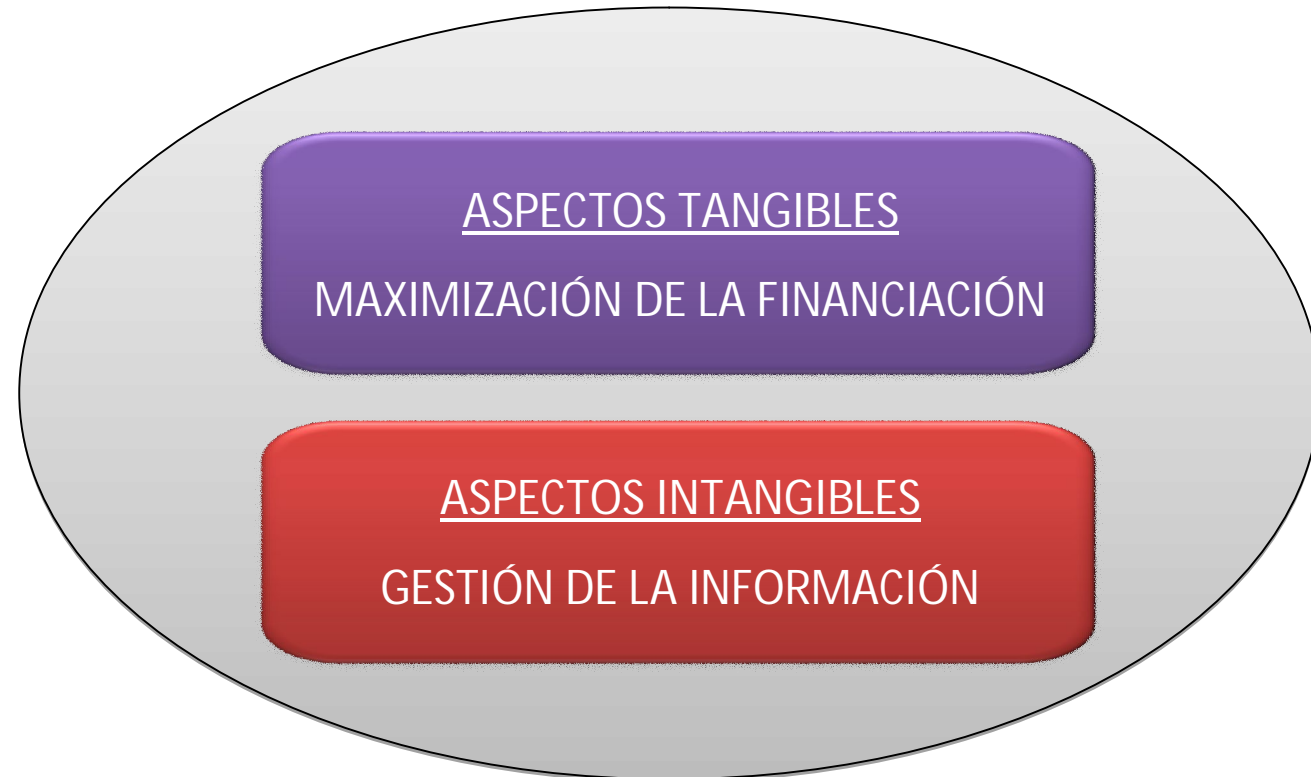 ASPECTOS TANGIBLES
MAXIMIZACIÓN DE LA FINANCIACIÓN
ASPECTOS INTANGIBLES
GESTIÓN DE LA INFORMACIÓN